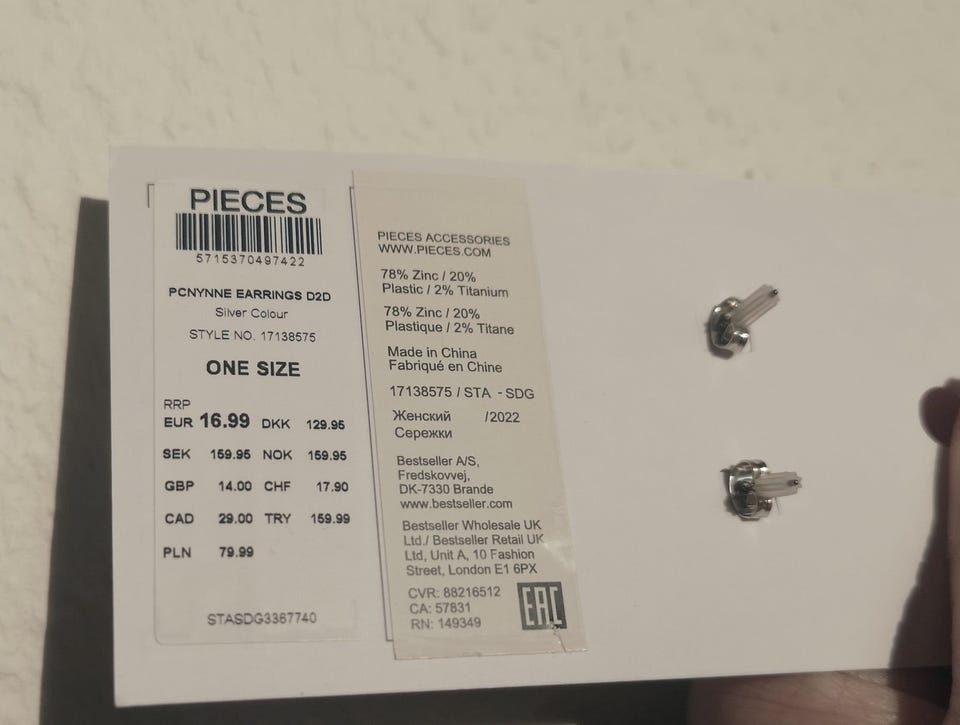 PIECES
5715370497422
PCNYNNE EARRINGS D2D
Silver Colour
STYLE NO. 17138575
ONE SIZE
RRP
EUR 16.99 DKK 129.95
SEK 159.95 NOK 159.95
GBP 14.00 CHF 17.90
CAD 29.00 TRY 159.99
PLN 79.99
STASDG3367740
PIECES ACCESSORIES
WWW.PIECES.COM
78% Zinc / 20%
Plastic / 2% Titanium
78% Zinc / 20%
Plastique / 2% Titane
Made in China
Fabriqué en Chine
17138575 / STA - SDG
Женский /2022
Сережки
Bestseller A/S,
Fredskovvej,
DK-7330 Brande
www.bestseller.com
Bestseller Wholesale UK
Ltd./ Bestseller Retail UK
Ltd, Unit A, 10 Fashion
Street, London E1 6PX
CVR: 88216512
CA: 57831
RN: 149349
EAC